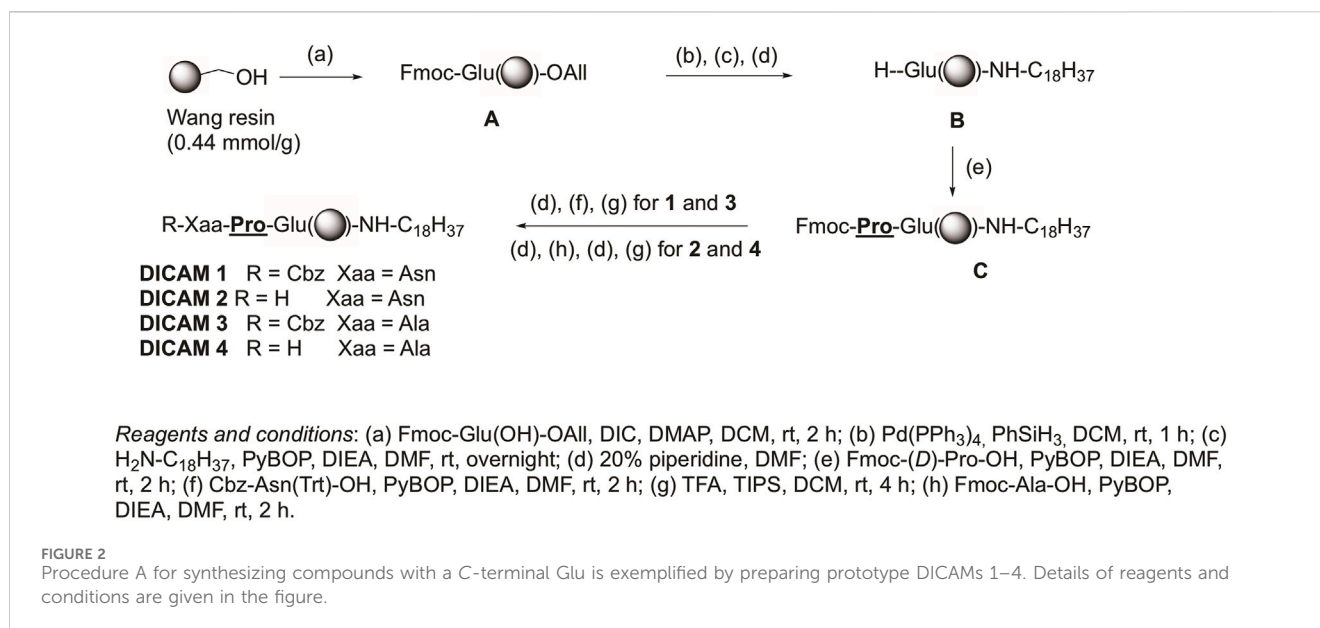 (a)
OH
Fmoc-Glu( )-OAll
(b), (c), (d)
H--Glu( )-NH-C18H37
Wang resin
(0.44 mmol/g)
A
B
(e)
R-Xaa-Pro-Glu( )-NH-C18H37
(d), (f), (g) for 1 and 3
(d), (h), (d), (g) for 2 and 4
Fmoc-Pro-Glu( )-NH-C18H37
C
DICAM 1 R = Cbz Xaa = Asn
DICAM 2 R = H Xaa = Asn
DICAM 3 R = Cbz Xaa = Ala
DICAM 4 R = H Xaa = Ala
Reagents and conditions: (a) Fmoc-Glu(OH)-OAll, DIC, DMAP, DCM, rt, 2 h; (b) Pd(PPh3)4, PhSiH3, DCM, rt, 1 h; (c)
H2N-C18H37, PyBOP, DIEA, DMF, rt, overnight; (d) 20% piperidine, DMF; (e) Fmoc-(D)-Pro-OH, PyBOP, DIEA, DMF,
rt, 2 h; (f) Cbz-Asn(Trt)-OH, PyBOP, DIEA, DMF, rt, 2 h; (g) TFA, TIPS, DCM, rt, 4 h; (h) Fmoc-Ala-OH, PyBOP,
DIEA, DMF, rt, 2 h.
FIGURE 2
Procedure A for synthesizing compounds with a C-terminal Glu is exemplified by preparing prototype DICAMs 1–4. Details of reagents and
conditions are given in the figure.